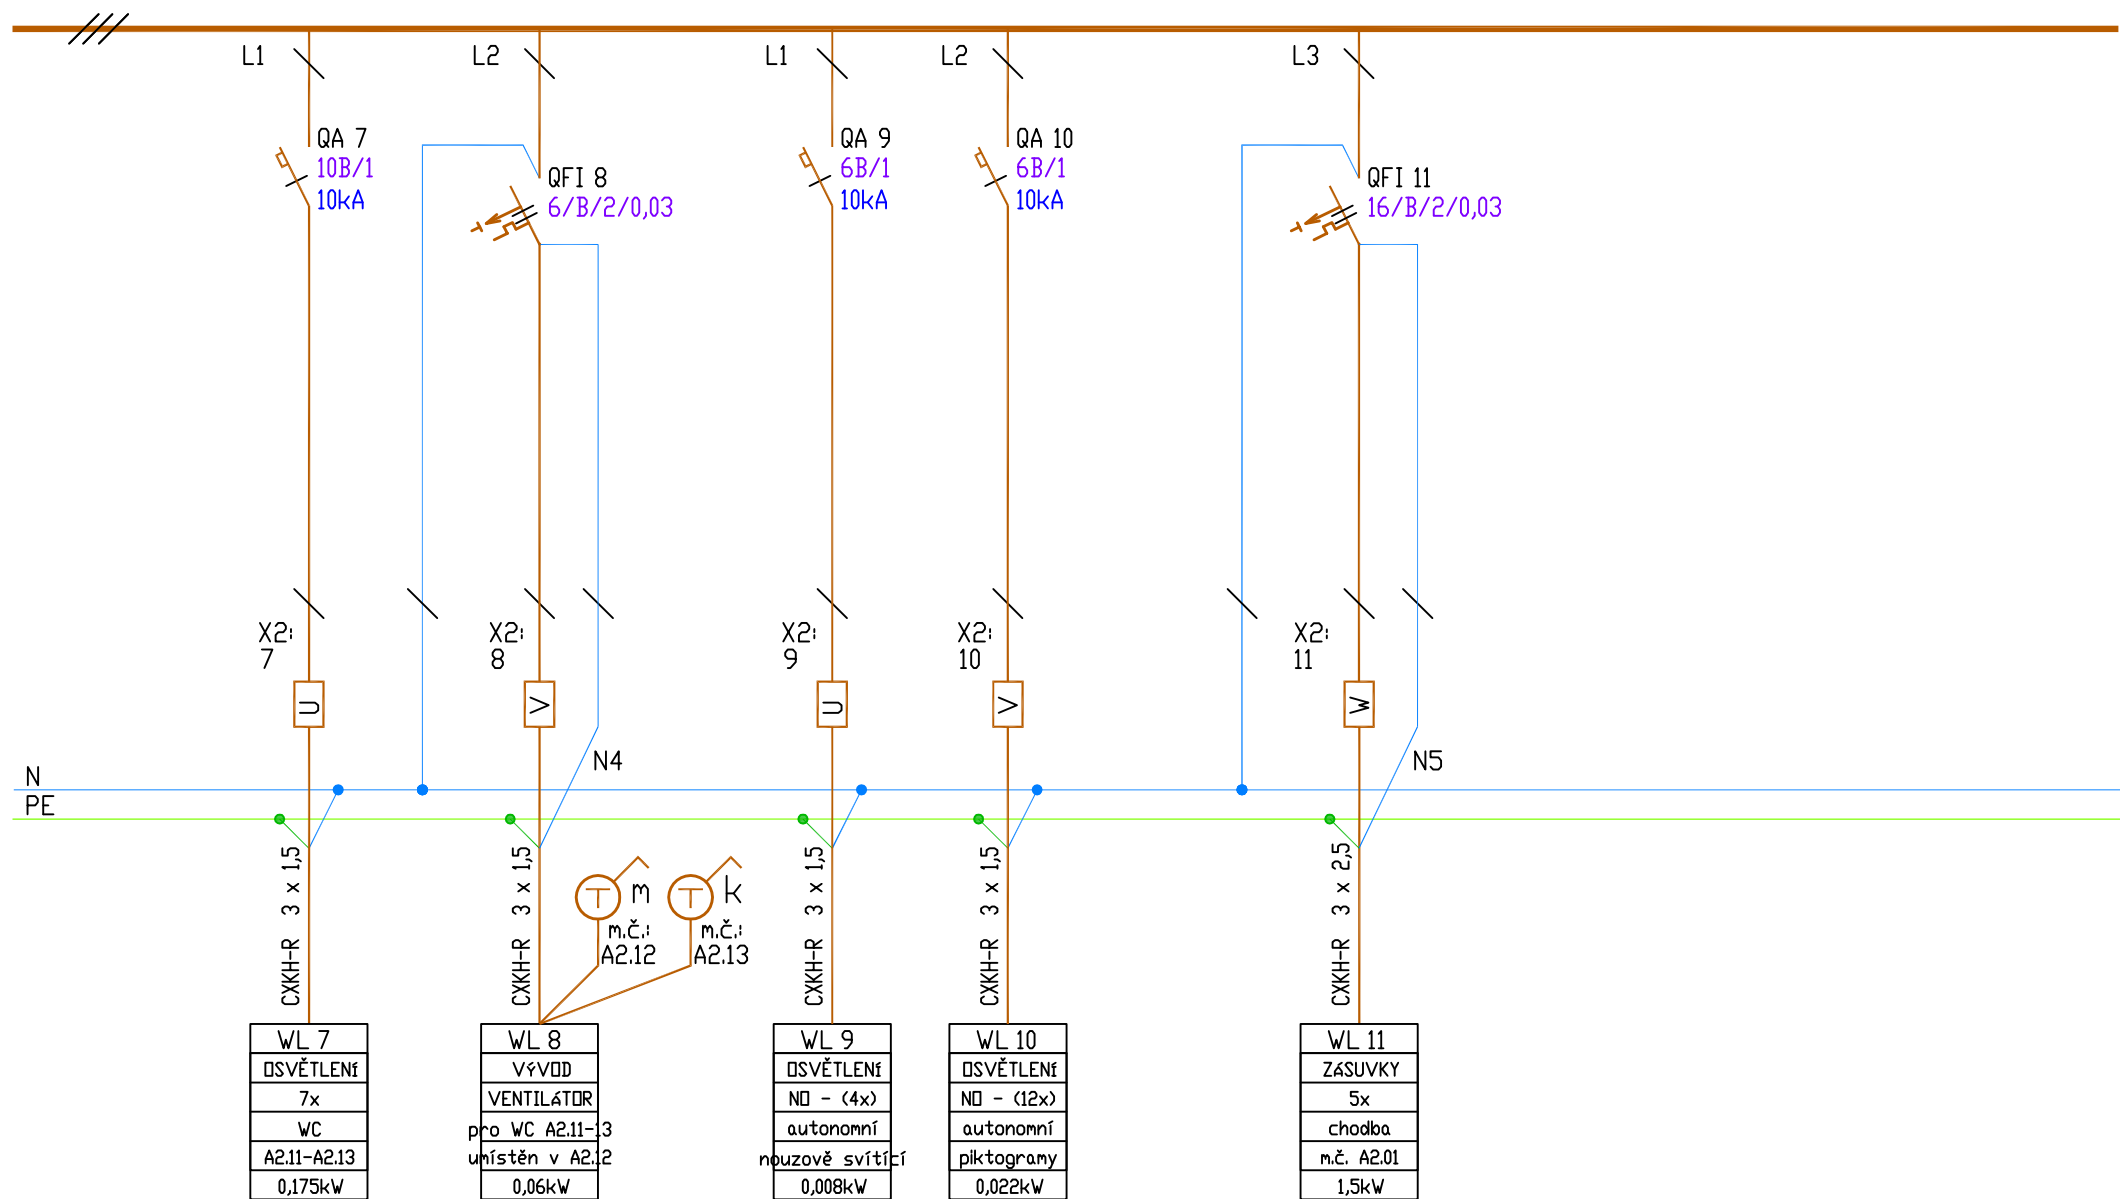 L1
L2
L1
L2
L3
QA 7
10B/1
10kA
QFI 8
6/B/2/0,03
QA 9
6B/1
10kA
QA 10
6B/1
10kA
QFI 11
16/B/2/0,03
X2:
7
X2:
8
X2:
9
X2:
10
X2:
11
U
V
U
V
W
N4
N5
N
PE
CXKH-R 3 x 1,5
CXKH-R 3 x 1,5
CXKH-R 3 x 1,5
CXKH-R 3 x 1,5
CXKH-R 3 x 2,5
T
m
m.č.:
A2.12
T
k
m.č.:
A2.13
WL 7
OSVĚTLENÍ
7x
WC
A2.11-A2.13
0,175kW
WL 8
VÝVOD
VENTILÁTOR
pro WC A2.11-13
umístěn v A2.12
0,06kW
WL 9
OSVĚTLENÍ
NO - (4x)
autonomní
nouzově svítící
0,008kW
WL 10
OSVĚTLENÍ
NO - (12x)
autonomní
piktogramy
0,022kW
WL 11
ZÁSUVKY
5x
chodba
m.č. A2.01
1,5kW